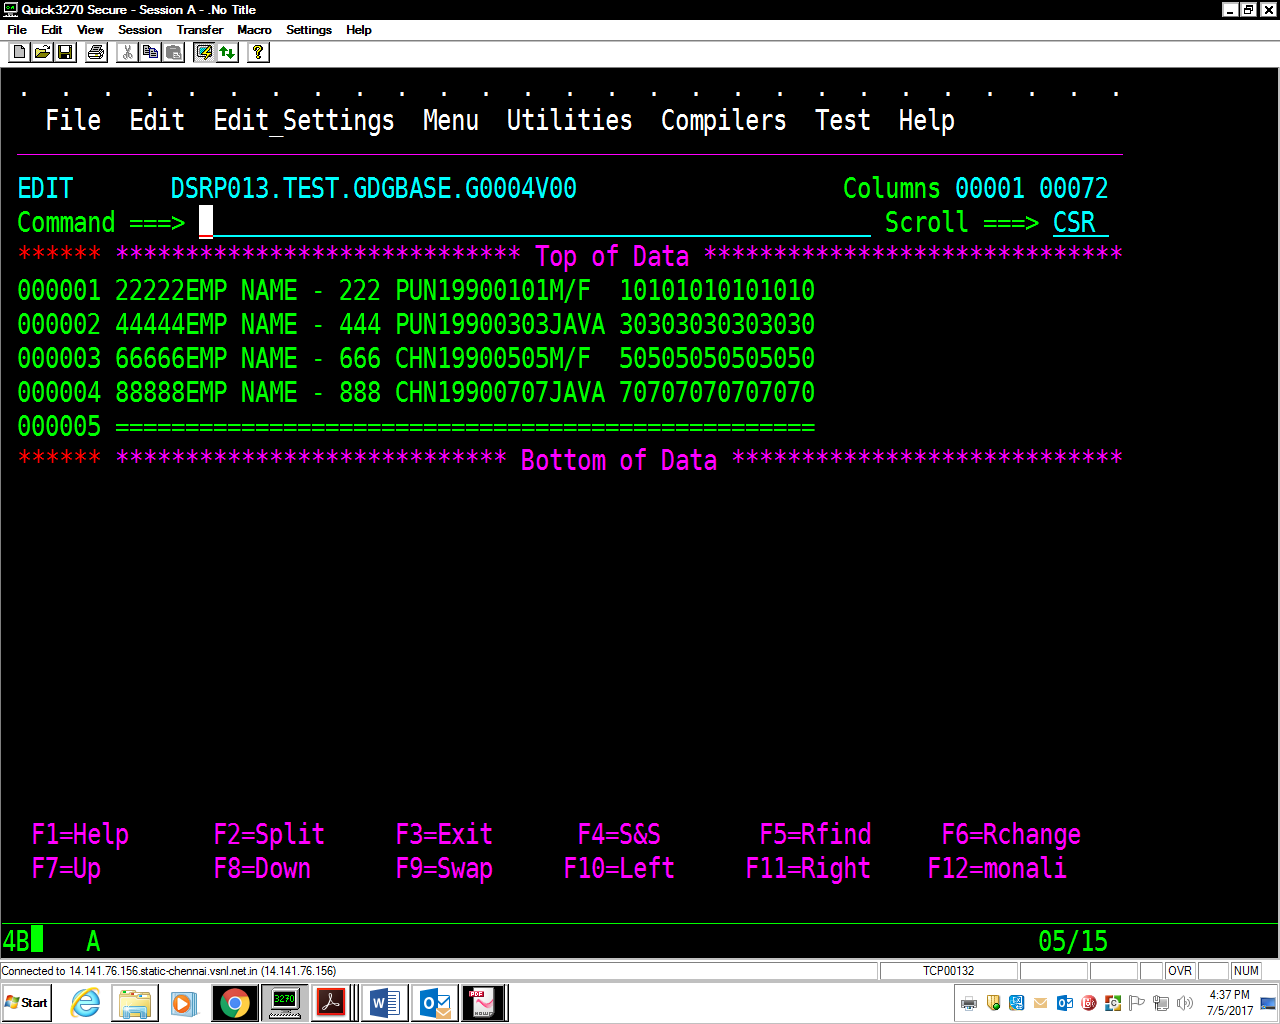 Quick3270 Secure - Session A - .No Title
File Edit View Session Transfer Macro Settings Help
. . . . . . . . . . . . . . . . . . . . . . . . . . .
File Edit Edit_Settings Menu Utilities Compilers Test Help
EDIT DSRP013.TEST.GDGBASE.G0004V00 Columns 00001 00072
Command ===> Scroll ===> CSR
****** ***************************** Top of Data ******************************
000001 22222EMP NAME - 222 PUN19900101M/F 10101010101010
000002 44444EMP NAME - 444 PUN19900303JAVA 30303030303030
000003 66666EMP NAME - 666 CHN19900505M/F 50505050505050
000004 88888EMP NAME - 888 CHN19900707JAVA 70707070707070
000005 ==================================================
****** **************************** Bottom of Data ****************************
F1=Help F2=Split F3=Exit F4=S&S F5=Rfind F6=Rchange
F7=Up F8=Down F9=Swap F10=Left F11=Right F12=monali
4B A 05/15
Connected to 14.141.76.156.static-chennai.vsnl.net.in (14.141.76.156) TCP00132 OVR NUM
Start 3270 4:37 PM
7/5/2017